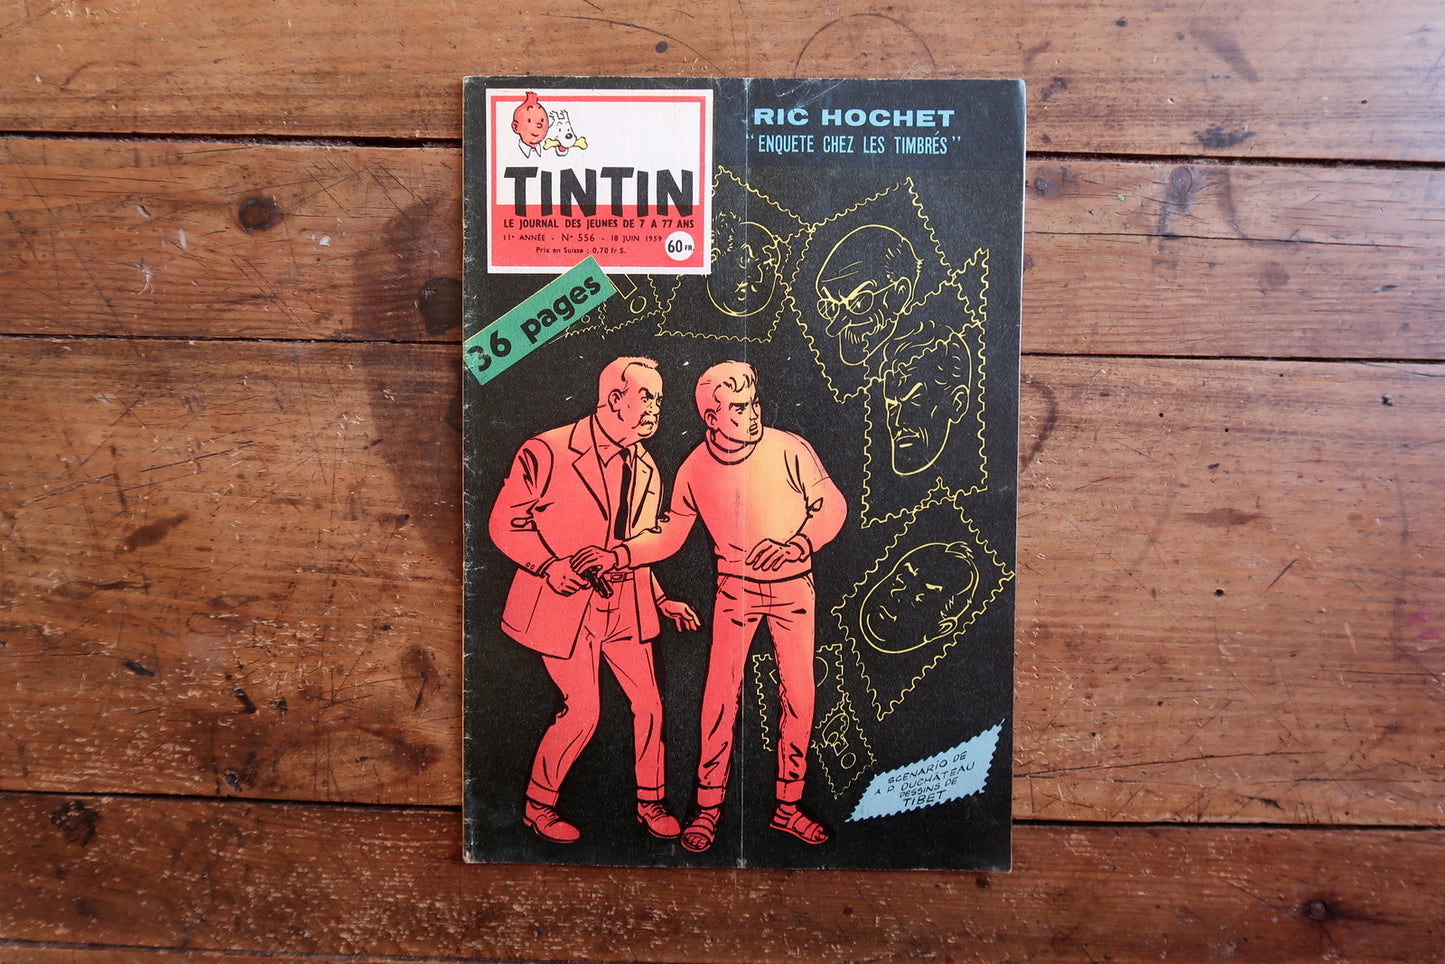 TINTIN
LE JOURNAL DES JEUNES DE 7 A 77 ANS
11e ANNÉE - No 556 - 18 JUIN 1959
Prix en Suisse : 0,70 fr S.
60 FR.
36 pages
RIC HOCHET
"ENQUETE CHEZ LES TIMBRÉS"
SCENARIO DE
A P. DUCHATEAU
DESSINS DE
TIBET